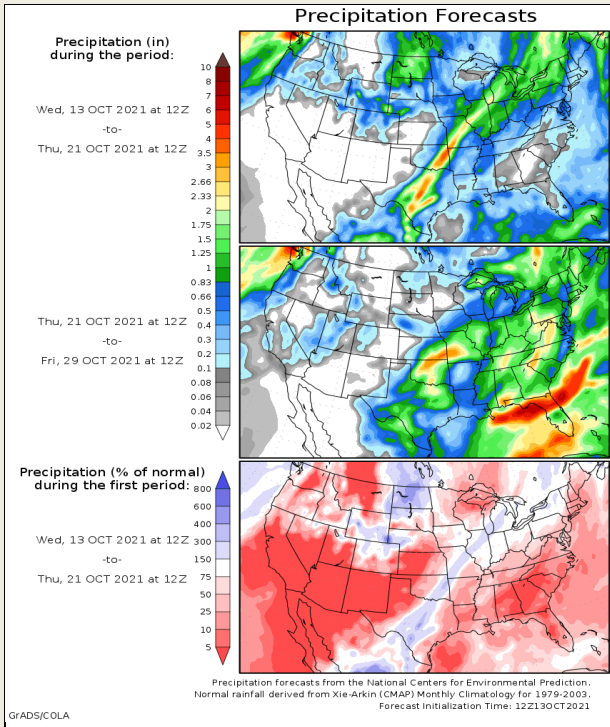 Precipitation Forecasts
Precipitation (in)
during the period:
Wed, 13 OCT 2021 at 12Z
-to-
Thu, 21 OCT 2021 at 12Z
10
8
7
6
5
4
3.5
3
2.66
2.33
2
1.75
1.5
1.25
1
0.83
0.66
0.5
0.4
0.3
0.2
0.1
0.08
0.06
0.04
0.02
Thu, 21 OCT 2021 at 12Z
-to-
Fri, 29 OCT 2021 at 12Z
Precipitation (% of normal)
during the first period:
Wed, 13 OCT 2021 at 12Z
-to-
Thu, 21 OCT 2021 at 12Z
800
600
400
300
150
75
50
25
10
5
Precipitation forecasts from the National Centers for Environmental Prediction.
Normal rainfall derived from Xie-Arkin (CMAP) Monthly Climatology for 1979-2003.
Forecast Initialization Time: 12Z13OCT2021
GrADS/COLA